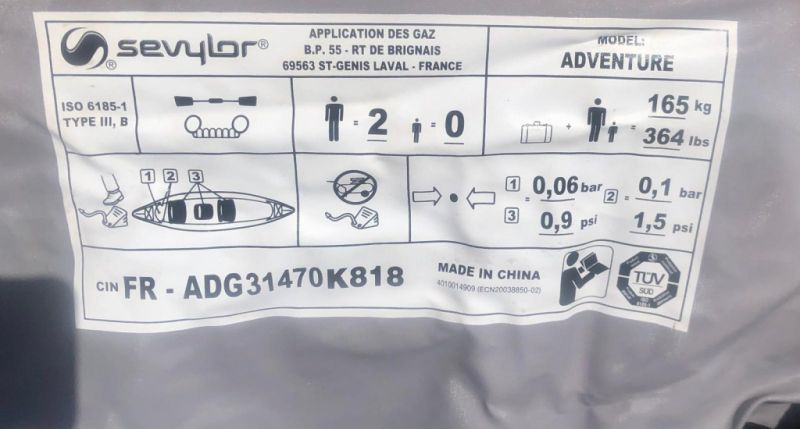 sevylor®
®
APPLICATION DES GAZ
B.P. 55 - RT DE BRIGNAIS
69563 ST-GENIS LAVAL - FRANCE
MODEL:
ADVENTURE
ISO 6185-1
TYPE III, B
= 2
= 0
+
= 165 kg
364 lbs
1 2 3
1 = 0,06 bar
3 0,9 psi
2 = 0,1 bar
1,5 psi
CIN FR - ADG31470K818
MADE IN CHINA
4010014909 (ECN20038850-02)
TÜV
SÜD